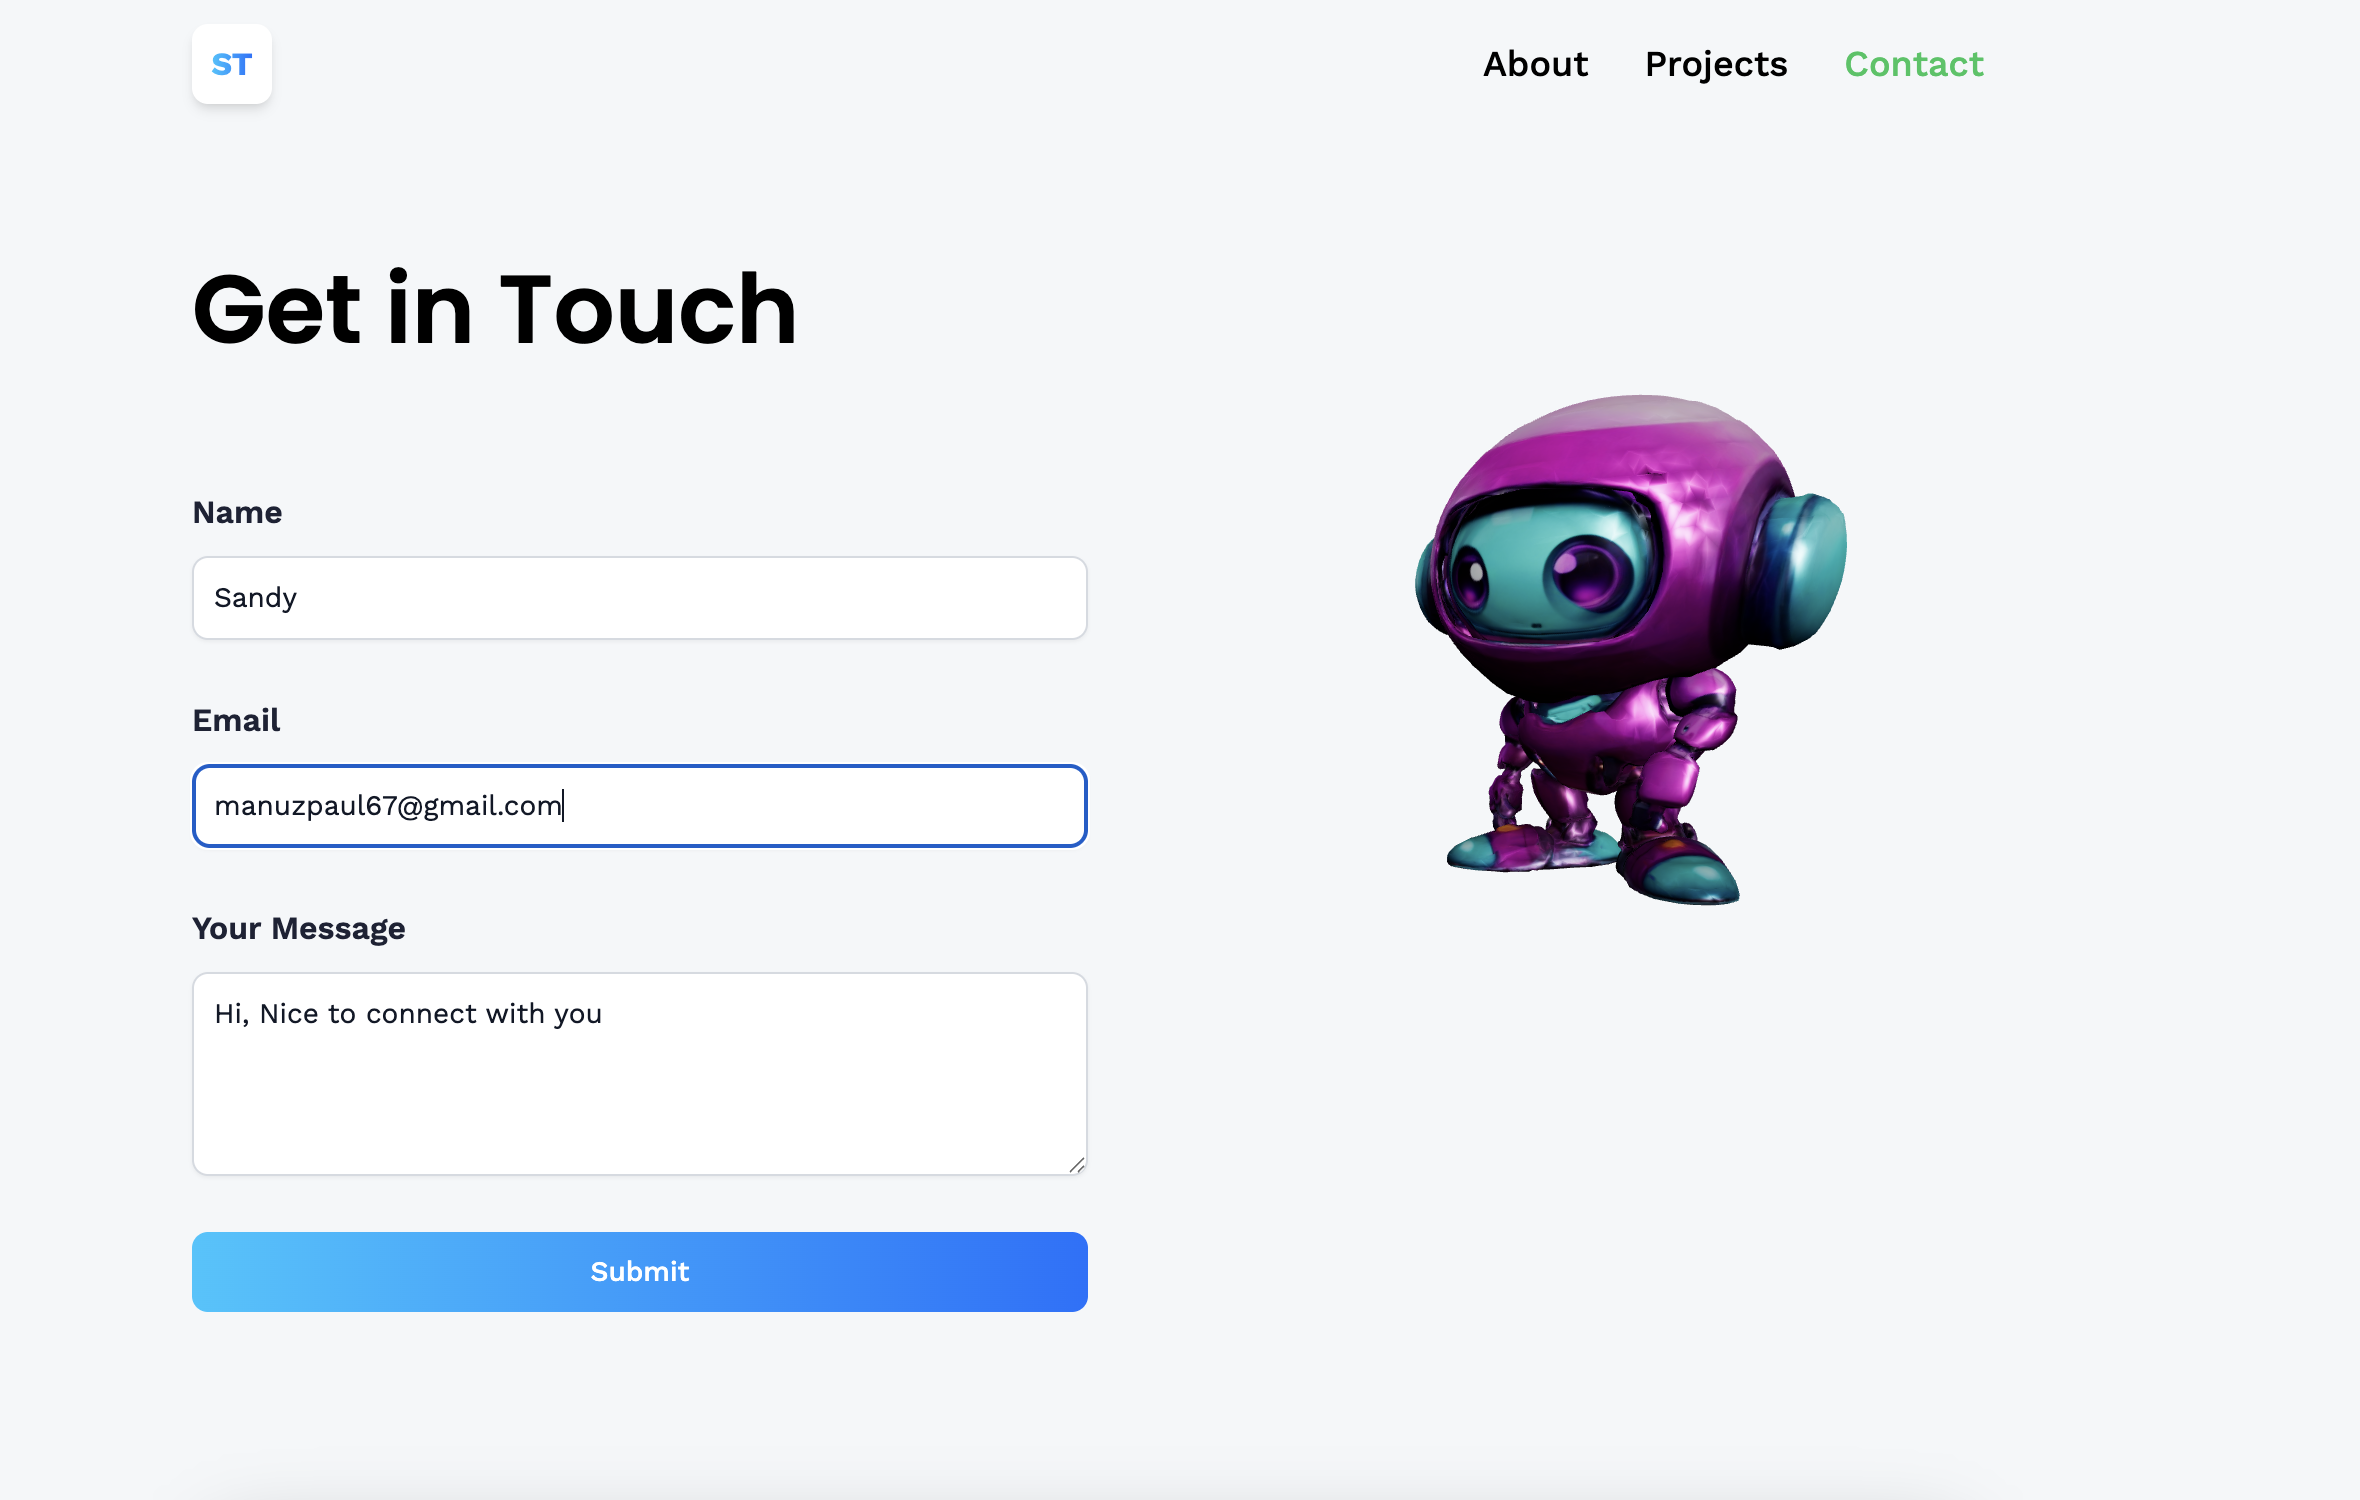 ST
About Projects Contact
Get in Touch
Name
Sandy
Email
manuzpaul67@gmail.com
Your Message
Hi, Nice to connect with you
Submit